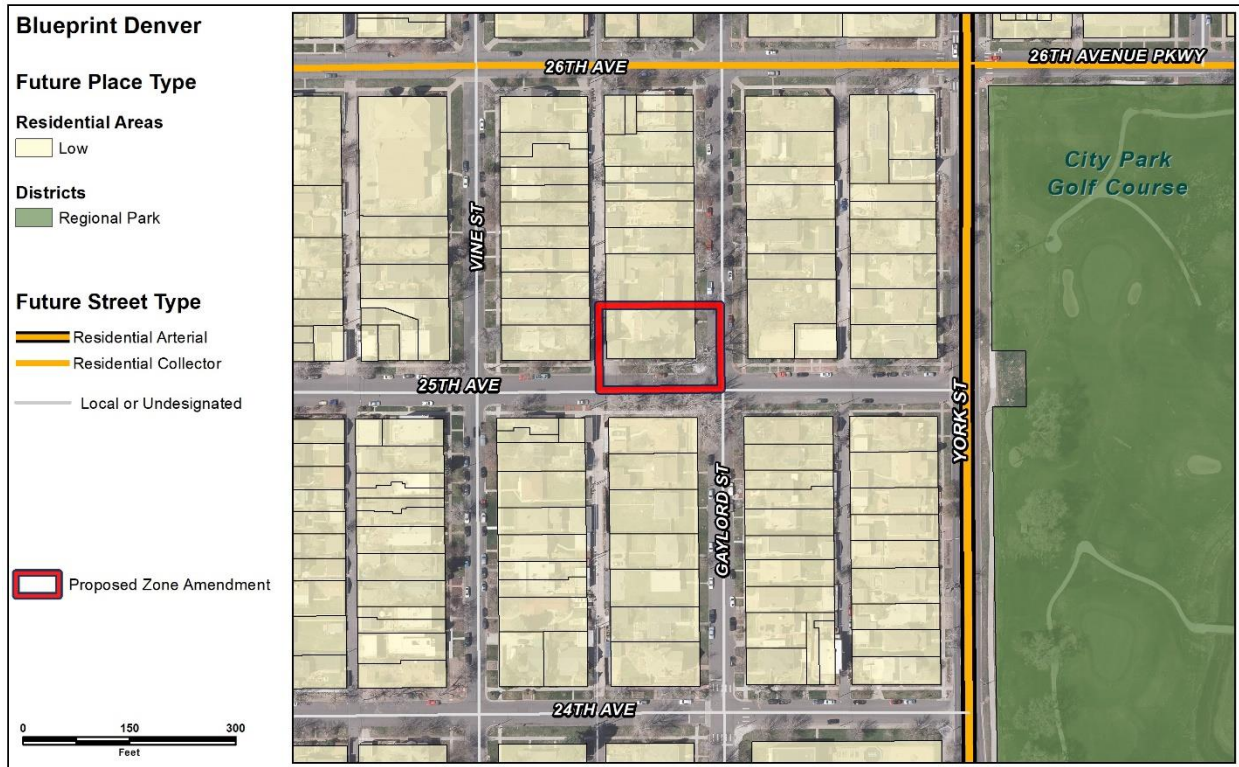 Blueprint Denver
Future Place Type
Residential Areas
Low
Districts
Regional Park
Future Street Type
Residential Arterial
Residential Collector
Local or Undesignated
Proposed Zone Amendment
0 150 300
Feet
26TH AVE
26TH AVENUE PKWY
City Park
Golf Course
VINE ST
25TH AVE
YORK ST
GAYLORD ST
24TH AVE